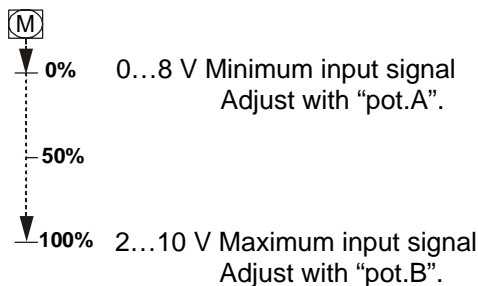 M
0% 0…8 V Minimum input signal
Adjust with “pot.A”.
50%
100% 2…10 V Maximum input signal
Adjust with “pot.B”.